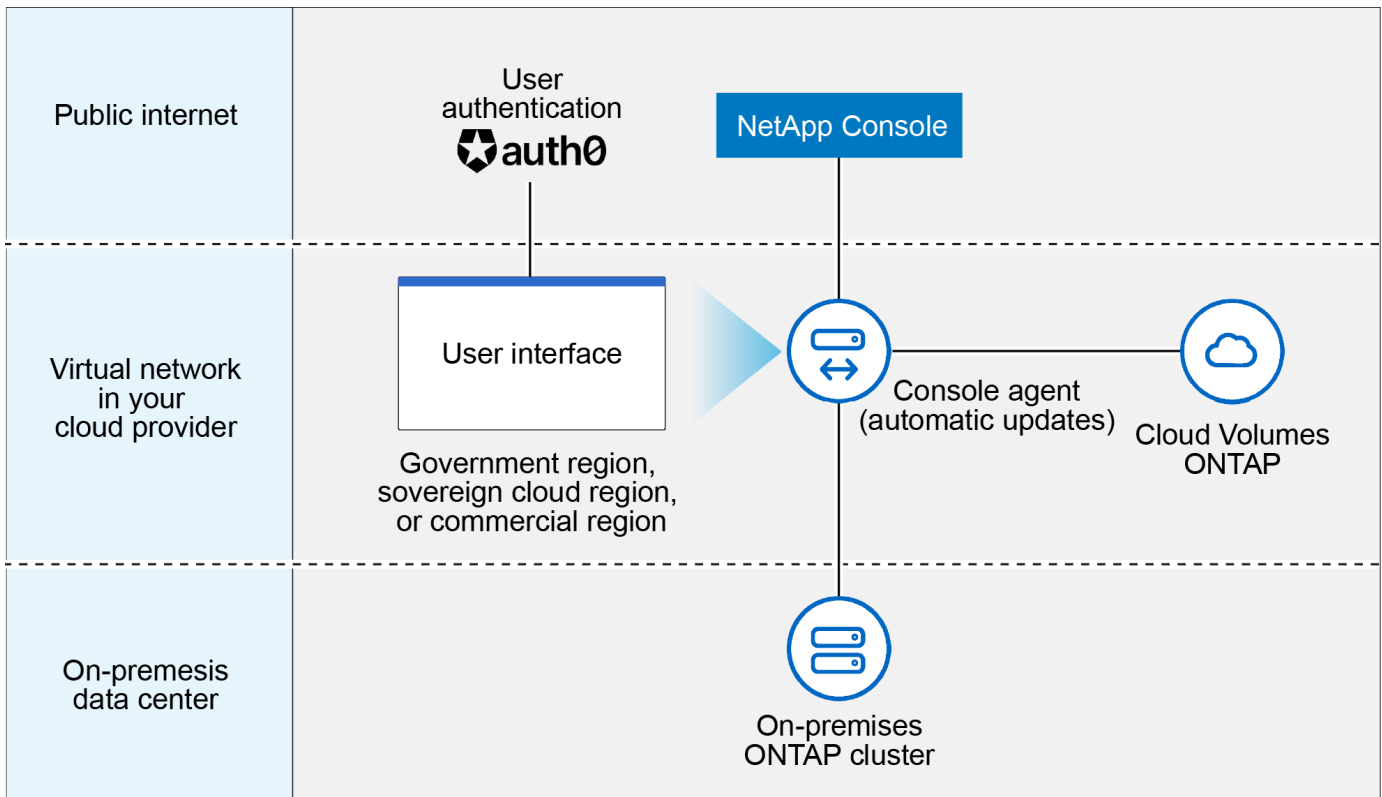 Public internet
User
authentication
auth0
NetApp Console
Virtual network
in your
cloud provider
User interface
Government region,
sovereign cloud region,
or commercial region
Console agent
(automatic updates)
Cloud Volumes
ONTAP
On-premesis
data center
On-premises
ONTAP cluster